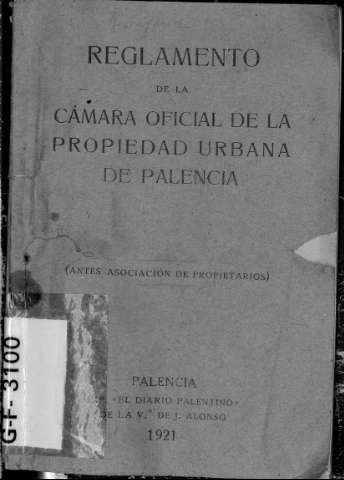 REGLAMENTO
DE LA
CÁMARA OFICIAL DE LA
PROPIEDAD URBANA
DE PALENCIA
(ANTES ASOCIACIÓN DE PROPIETARIOS)
PALENCIA
«EL DIARIO PALENTINO»
DE LA V.ª DE J. ALONSO
1921
G-F- 3100